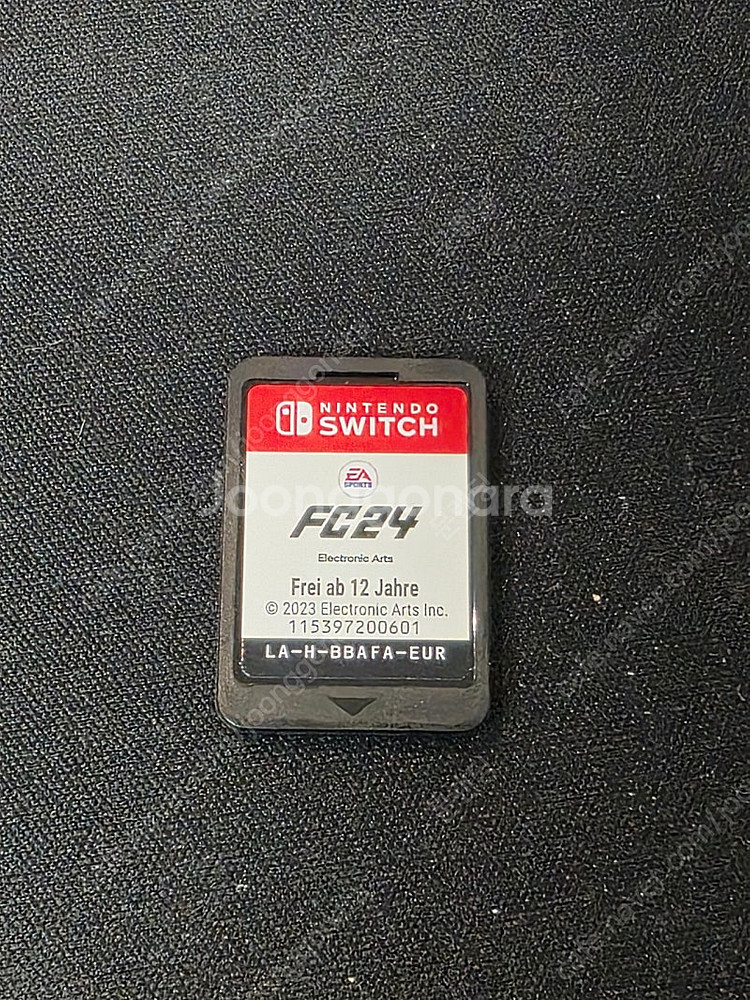 NINTENDO
SWITCH
EA
SPORTS
Joonggonara
FC24
Electronic Arts
Frei ab 12 Jahre
© 2023 Electronic Arts Inc.
115397200601
LA-H-BBAFA-EUR